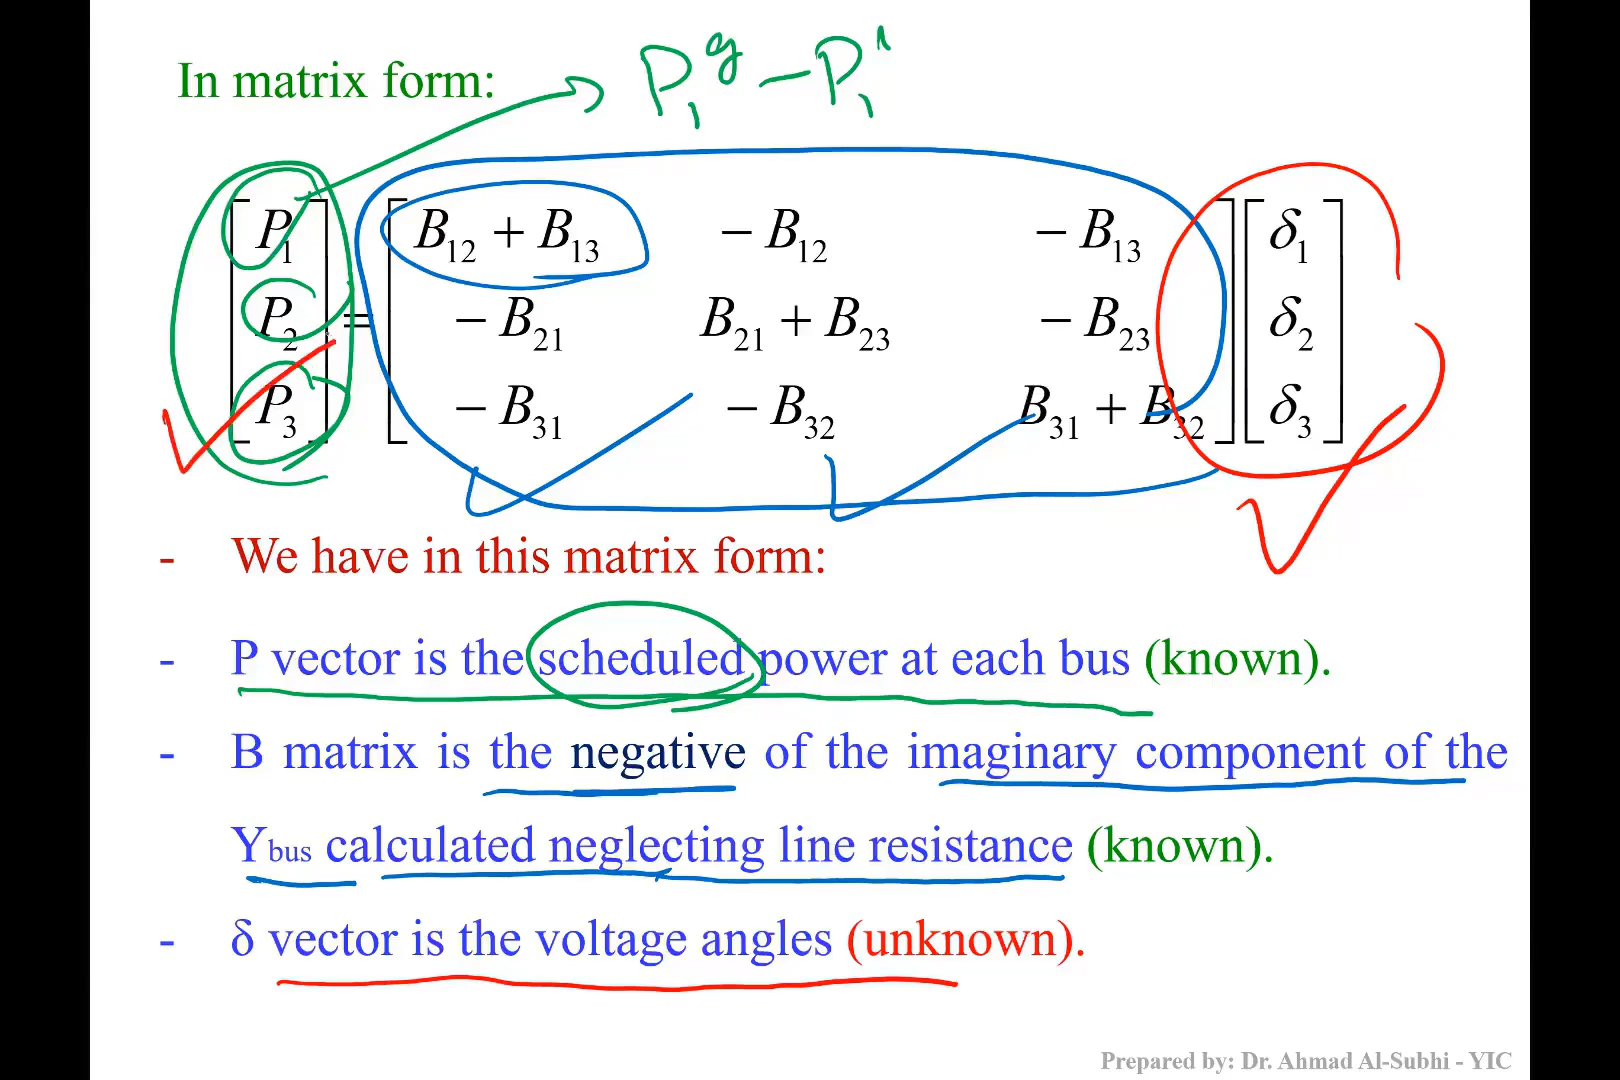 In matrix form: P₁ᵍ – P₁
[P₁] = [B₁₂ + B₁₃   – B₁₂   – B₁₃] [δ₁]
[P₂]   [– B₂₁   B₂₁ + B₂₃   – B₂₃] [δ₂]
[P₃]   [– B₃₁   – B₃₂   B₃₁ + B₃₂] [δ₃]
- We have in this matrix form:
- P vector is the scheduled power at each bus (known).
- B matrix is the negative of the imaginary component of the
Ybus calculated neglecting line resistance (known).
- δ vector is the voltage angles (unknown).
Prepared by: Dr. Ahmad Al-Subhi - YIC